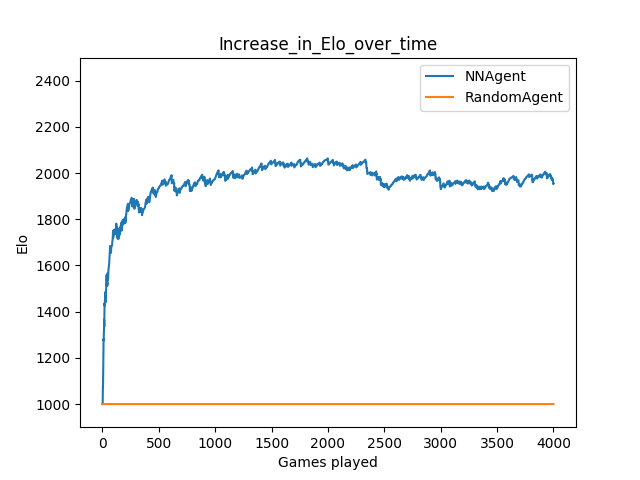 Increase_in_Elo_over_time
NNAgent
RandomAgent
2400
2200
2000
1800
1600
1400
1200
1000
Elo
0 500 1000 1500 2000 2500 3000 3500 4000
Games played